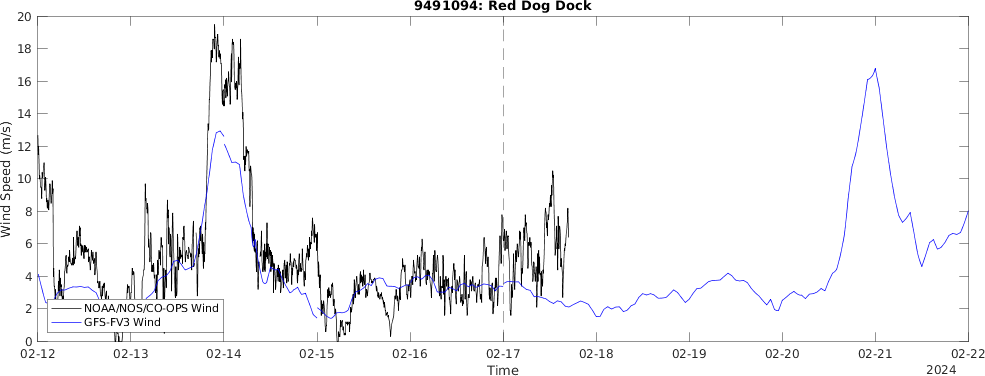 9491094: Red Dog Dock
Wind Speed (m/s)
20
18
16
14
12
10
8
6
4
2
0
NOAA/NOS/CO-OPS Wind
GFS-FV3 Wind
02-12 02-13 02-14 02-15 02-16 02-17 02-18 02-19 02-20 02-21 02-22
Time
2024